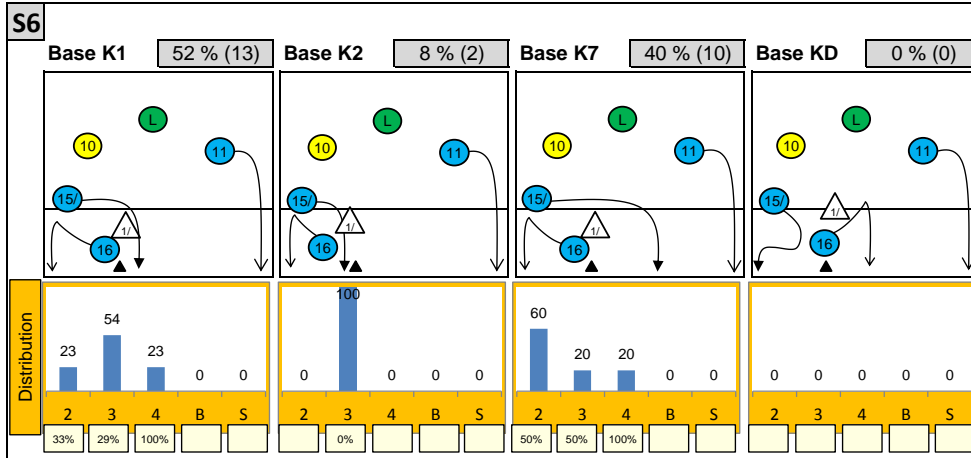 S6
Base K1 52 % (13) Base K2 8 % (2) Base K7 40 % (10) Base KD 0 % (0)
L L L L
10 11 10 11 10 11 11
15/ 15/ 15/ 15/
1/ 1/ 1/ 1/
16 16 16 16
Distribution
23 54 23 0 0 0 100 0 0 0 60 20 20 0 0 0 0 0 0 0
2 3 4 B S 2 3 4 B S 2 3 4 B S 2 3 4 B S
33% 29% 100% 0% 50% 50% 100%